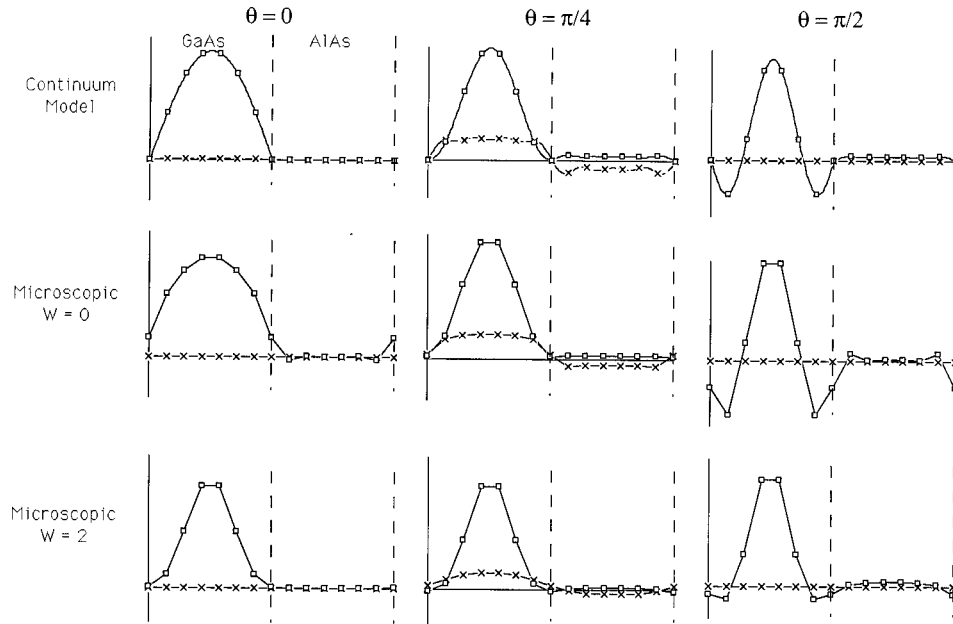 θ = 0
θ = π/4
θ = π/2
GaAs
AlAs
Continuum
Model
Microscopic
W = 0
Microscopic
W = 2